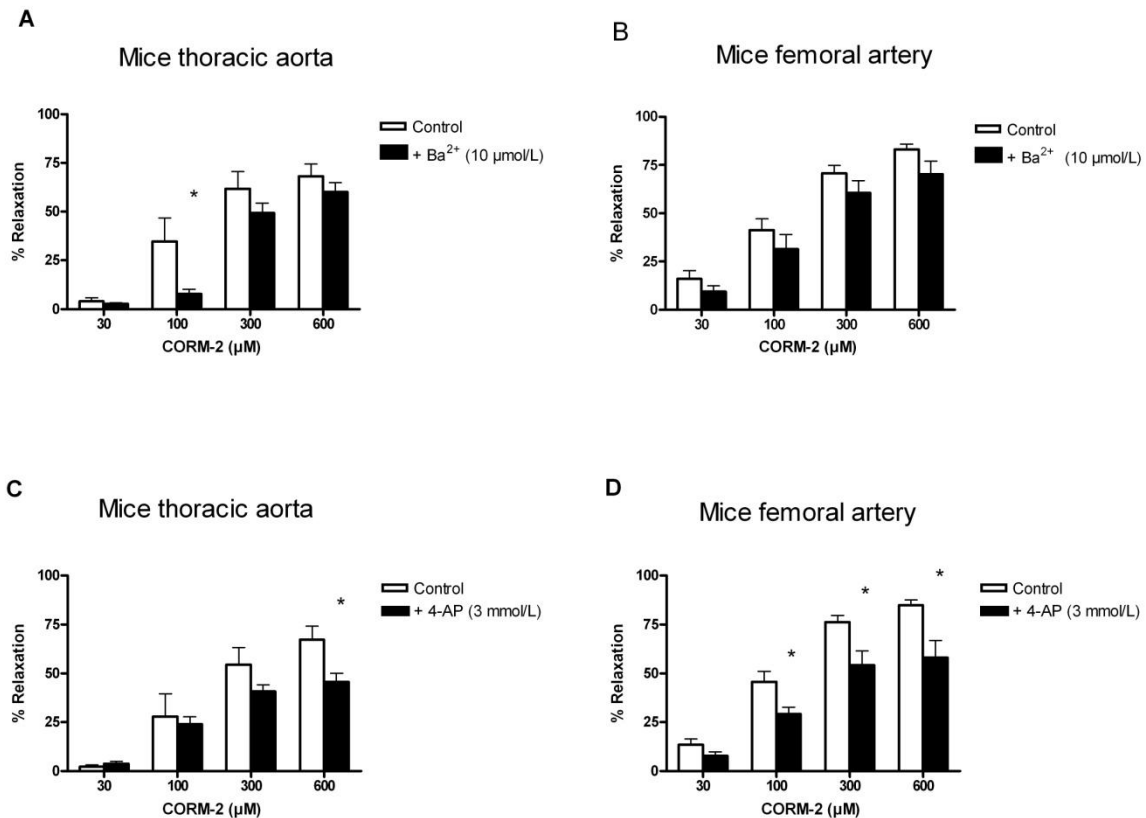 A
Mice thoracic aorta
100
75
50
25
0
% Relaxation
*
30 100 300 600
CORM-2 (µM)
Control
+ Ba²⁺ (10 µmol/L)
B
Mice femoral artery
100
75
50
25
0
% Relaxation
30 100 300 600
CORM-2 (µM)
Control
+ Ba²⁺ (10 µmol/L)
C
Mice thoracic aorta
100
75
50
25
0
% Relaxation
*
30 100 300 600
CORM-2 (µM)
Control
+ 4-AP (3 mmol/L)
D
Mice femoral artery
100
75
50
25
0
% Relaxation
* * *
30 100 300 600
CORM-2 (µM)
Control
+ 4-AP (3 mmol/L)